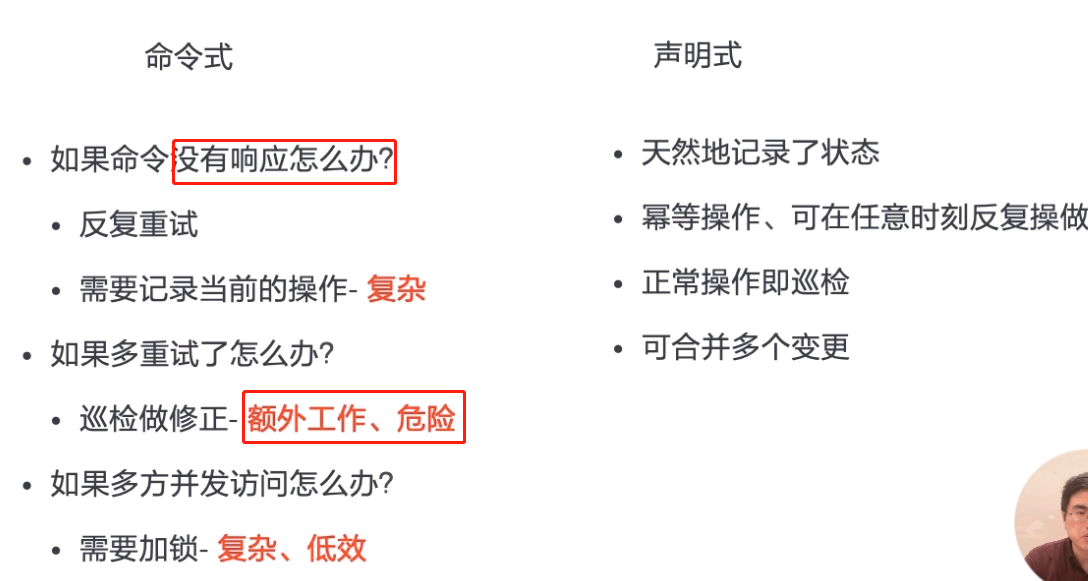 命令式
如果命令没有响应怎么办?
反复重试
需要记录当前的操作- 复杂
如果多重试了怎么办?
巡检做修正- 额外工作、危险
如果多方并发访问怎么办?
需要加锁- 复杂、低效
声明式
天然地记录了状态
幂等操作、可在任意时刻反复操做
正常操作即巡检
可合并多个变更